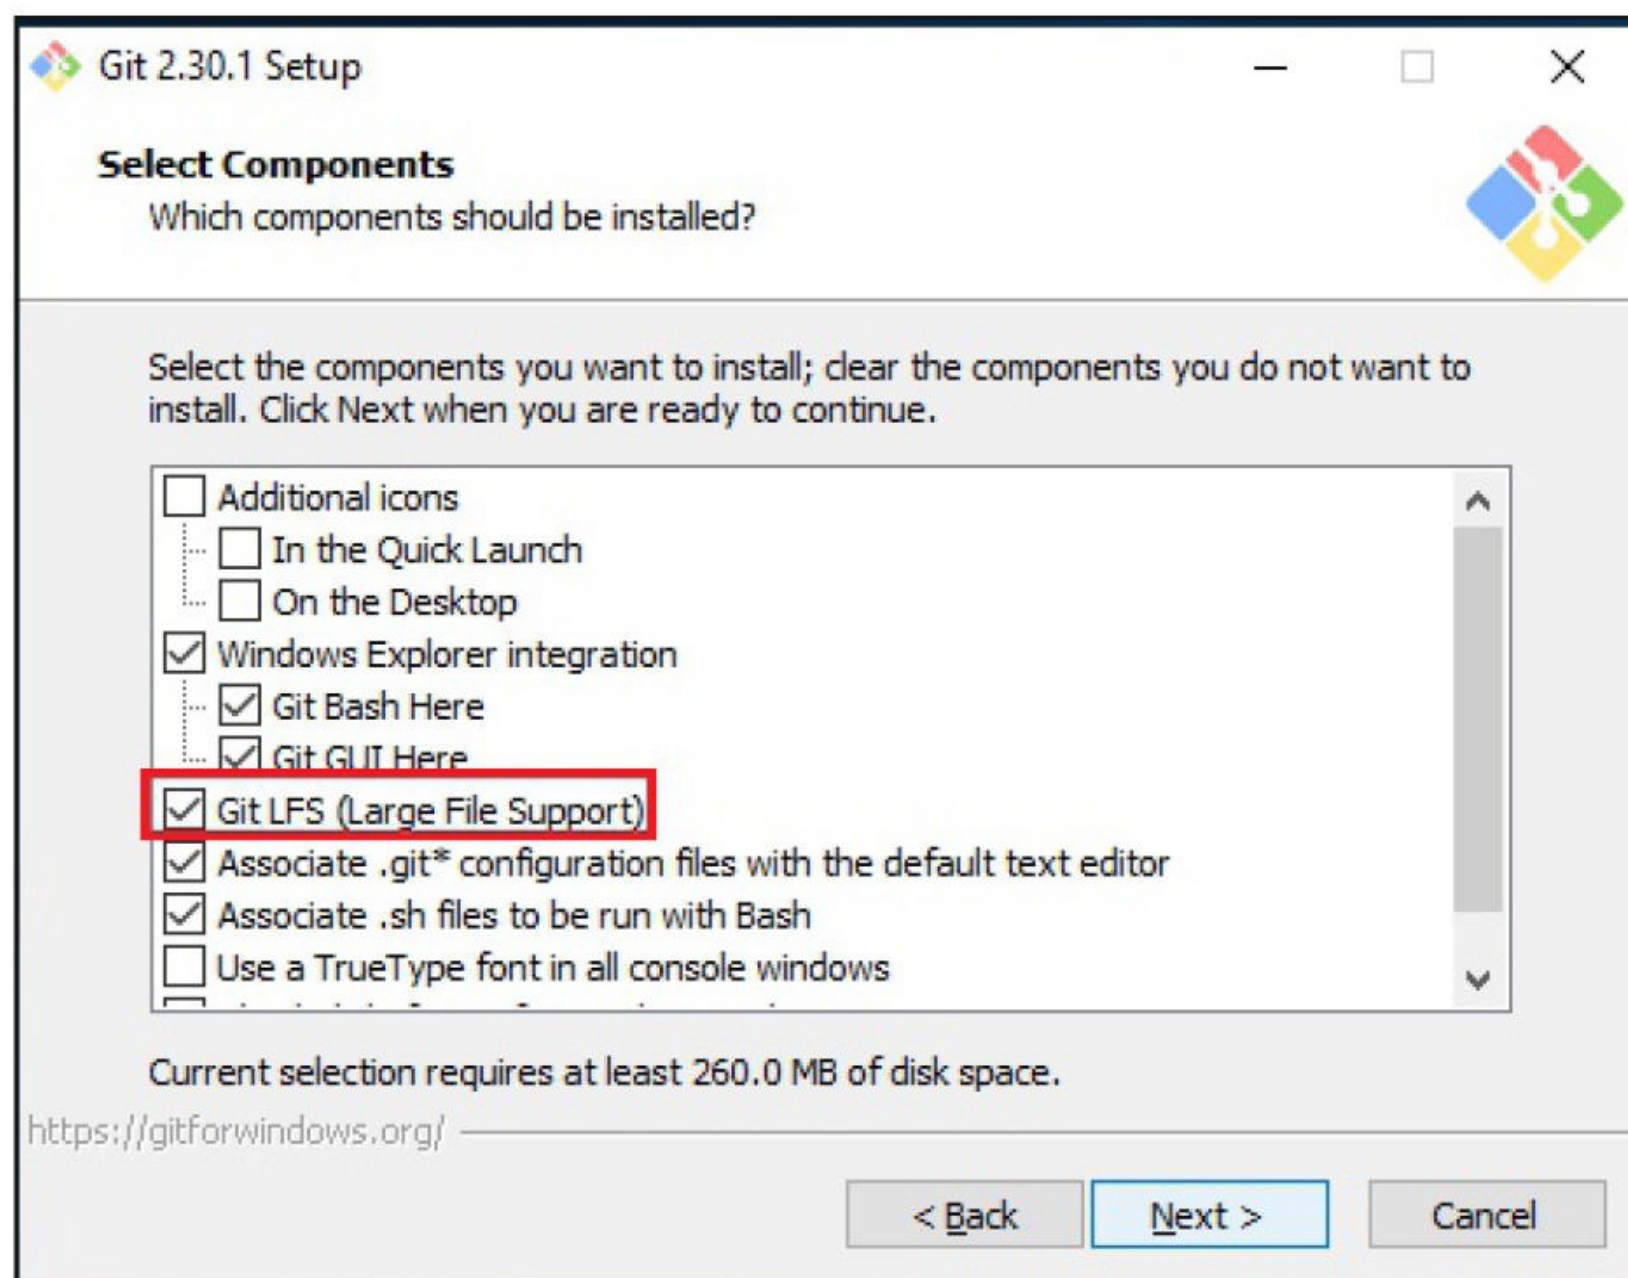 Git 2.30.1 Setup
Select Components
Which components should be installed?
Select the components you want to install; clear the components you do not want to
install. Click Next when you are ready to continue.
Additional icons
In the Quick Launch
On the Desktop
Windows Explorer integration
Git Bash Here
Git GUI Here
Git LFS (Large File Support)
Associate .git* configuration files with the default text editor
Associate .sh files to be run with Bash
Use a TrueType font in all console windows
Current selection requires at least 260.0 MB of disk space.
https://gitforwindows.org/
< Back
Next >
Cancel